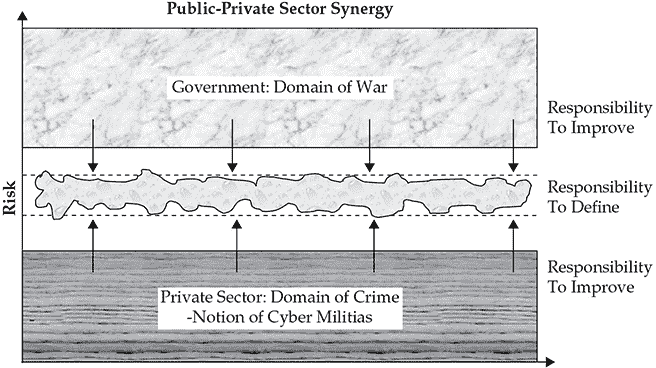 Public-Private Sector Synergy
Government: Domain of War
Responsibility
To Improve
Risk
Responsibility
To Define
Responsibility
To Improve
Private Sector: Domain of Crime
-Notion of Cyber Militias